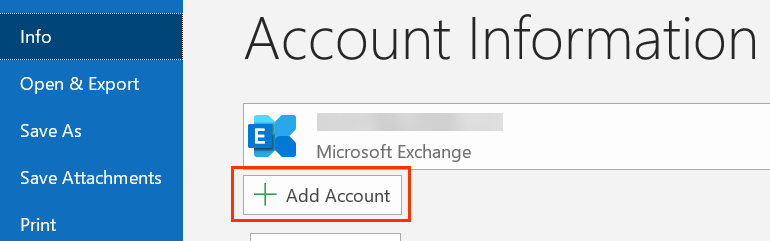 Info
Open & Export
Save As
Save Attachments
Print
Account Information
E
Microsoft Exchange
Add Account